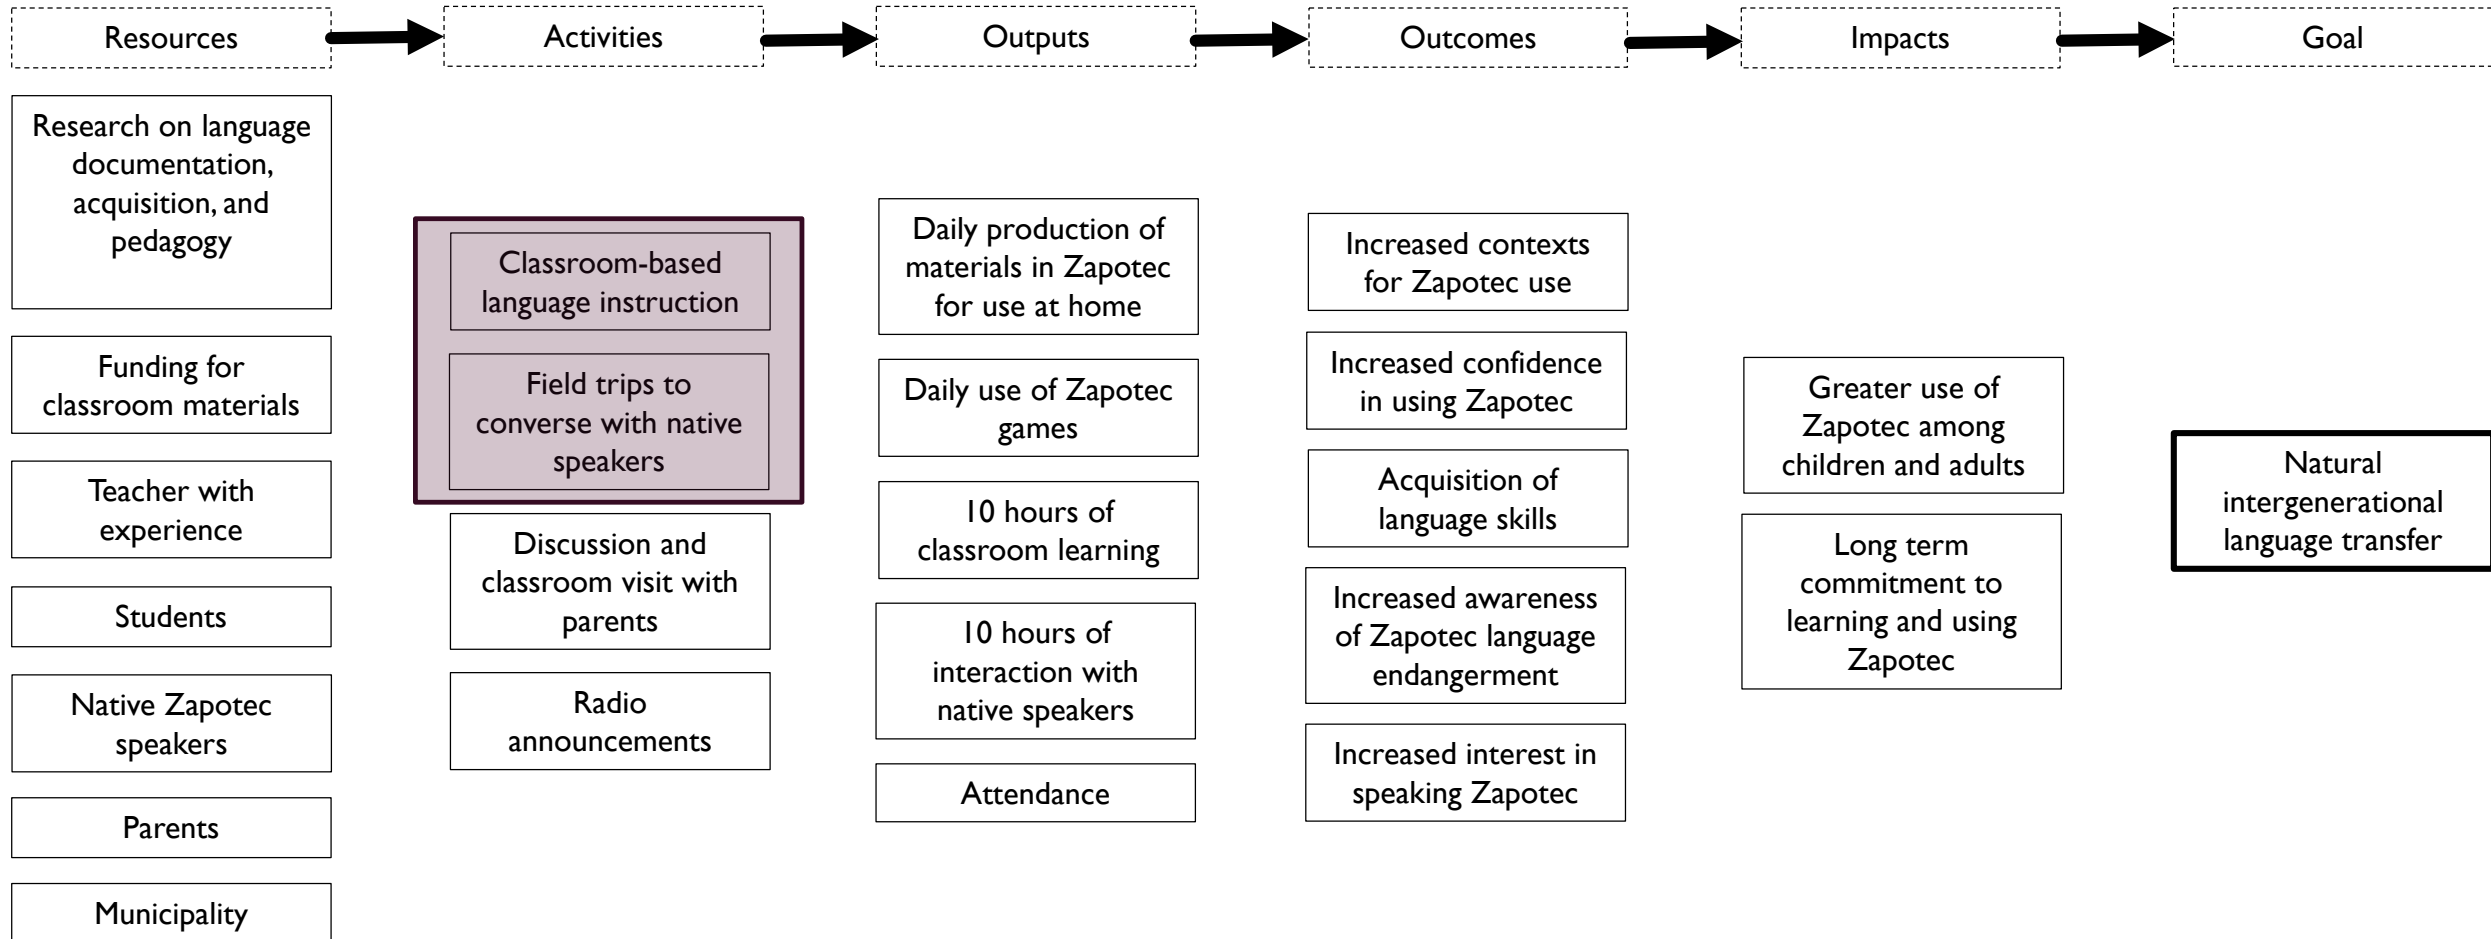 Resources
Activities
Outputs
Outcomes
Impacts
Goal
Research on language
documentation,
acquisition, and
pedagogy
Funding for
classroom materials
Teacher with
experience
Students
Native Zapotec
speakers
Parents
Municipality
Classroom-based
language instruction
Field trips to
converse with native
speakers
Discussion and
classroom visit with
parents
Radio
announcements
Daily production of
materials in Zapotec
for use at home
Daily use of Zapotec
games
10 hours of
classroom learning
10 hours of
interaction with
native speakers
Attendance
Increased contexts
for Zapotec use
Increased confidence
in using Zapotec
Acquisition of
language skills
Increased awareness
of Zapotec language
endangerment
Increased interest in
speaking Zapotec
Greater use of
Zapotec among
children and adults
Long term
commitment to
learning and using
Zapotec
Natural
intergenerational
language transfer